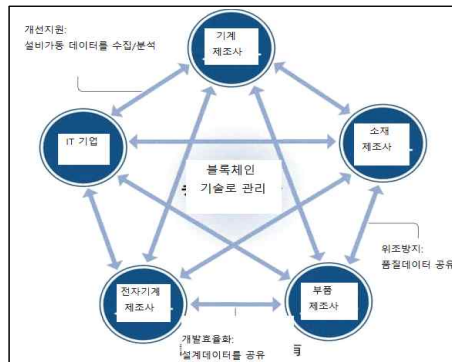 개선지원:
설비가동 데이터를 수집/분석
기계
제조사
IT 기업
소재
제조사
블록체인
기술로 관리
위조방지:
품질데이터 공유
전자기계
제조사
부품
제조사
개발효율화:
설계데이터를 공유